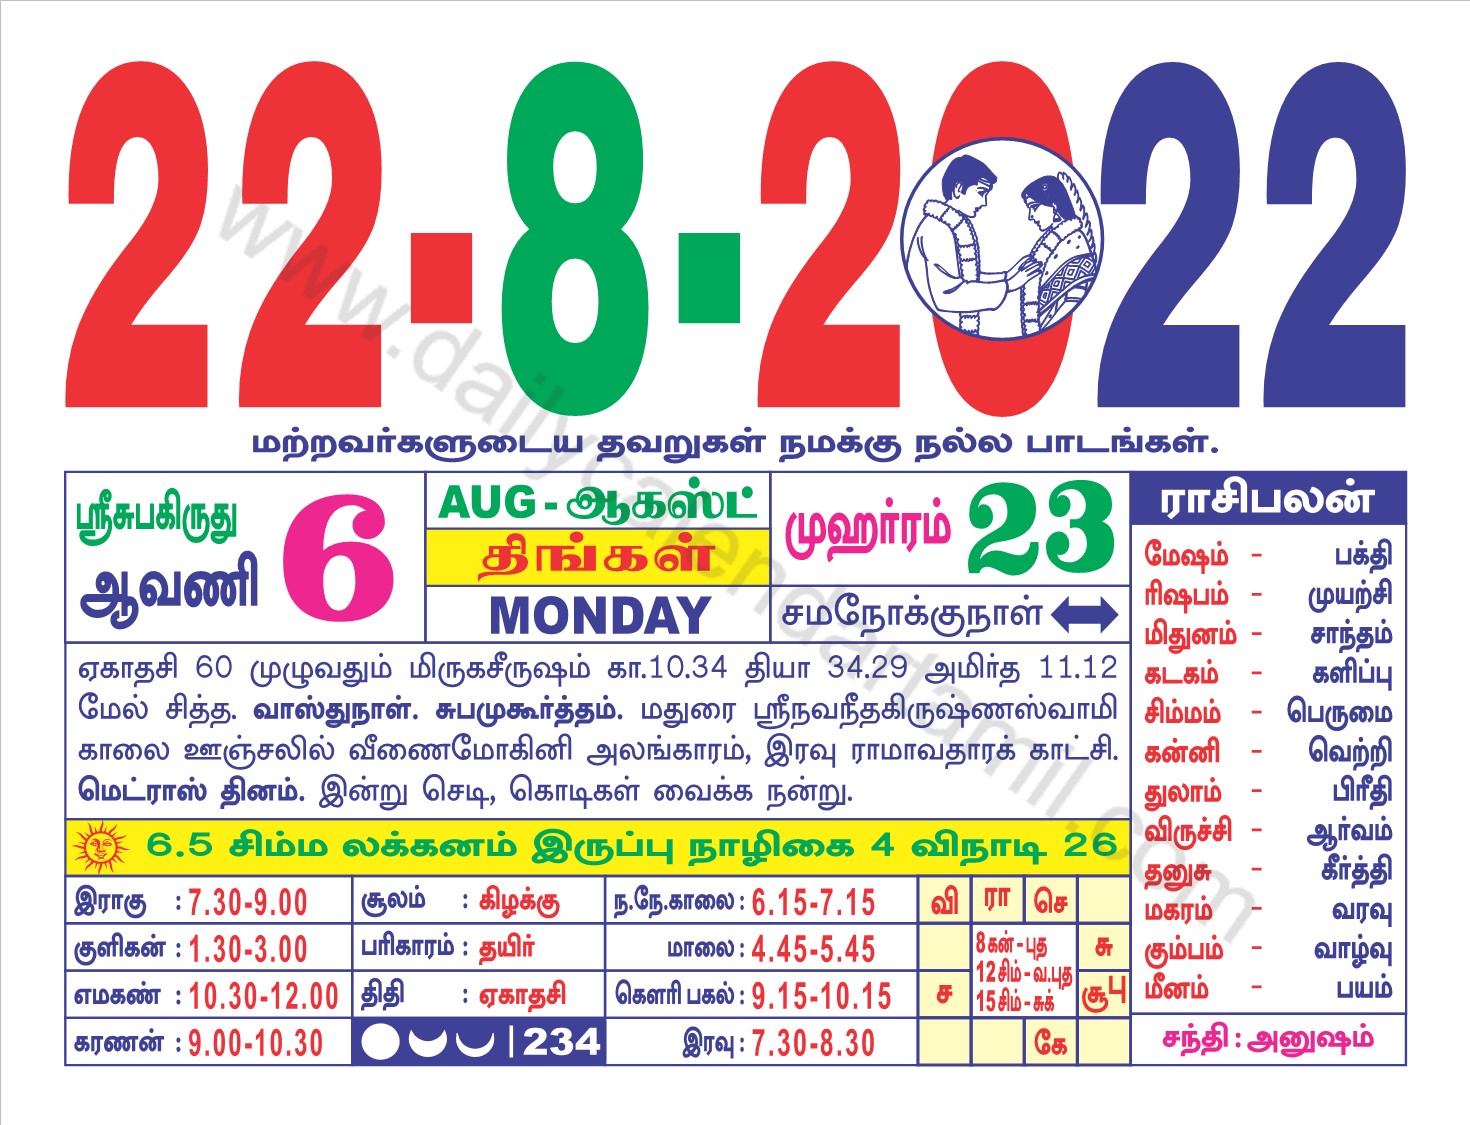 22-8-2022
மற்றவர்களுடைய தவறுகள் நமக்கு நல்ல பாடங்கள்.
ஸ்ரீசுபகிருது
ஆவணி 6
AUG - ஆகஸ்ட்
திங்கள்
MONDAY
முஹர்ரம் 23
சமநோக்குநாள்
ஏகாதசி 60 முழுவதும் மிருகசீருஷம் கா.10.34 தியா 34.29 அமிர்த 11.12
மேல் சித்த. வாஸ்துநாள். சுபமுகூர்த்தம். மதுரை ஸ்ரீநவநீதகிருஷ்ணஸ்வாமி
காலை ஊஞ்சலில் வீணைமோகினி அலங்காரம், இரவு ராமாவதாரக் காட்சி.
மெட்ராஸ் தினம். இன்று செடி, கொடிகள் வைக்க நன்று.
6.5 சிம்ம லக்கனம் இருப்பு நாழிகை 4 விநாடி 26
இராகு : 7.30-9.00
குளிகன் : 1.30-3.00
எமகண் : 10.30-12.00
கரணன் : 9.00-10.30
சூலம் : கிழக்கு
பரிகாரம் : தயிர்
திதி : ஏகாதசி
| 234
ந.நே.காலை : 6.15-7.15
மாலை : 4.45-5.45
கௌரி பகல் : 9.15-10.15
இரவு : 7.30-8.30
வி ரா செ
8கன் - புத
12சிம் - வ.புத
15சிம் - சுக்
சு
ச
சூபு
கே
ராசிபலன்
மேஷம் - பக்தி
ரிஷபம் - முயற்சி
மிதுனம் - சாந்தம்
கடகம் - களிப்பு
சிம்மம் - பெருமை
கன்னி - வெற்றி
துலாம் - பிரீதி
விருச்சி - ஆர்வம்
தனுசு - கீர்த்தி
மகரம் - வரவு
கும்பம் - வாழ்வு
மீனம் - பயம்
சந்தி : அனுஷம்
www.dailycalendartamil.com